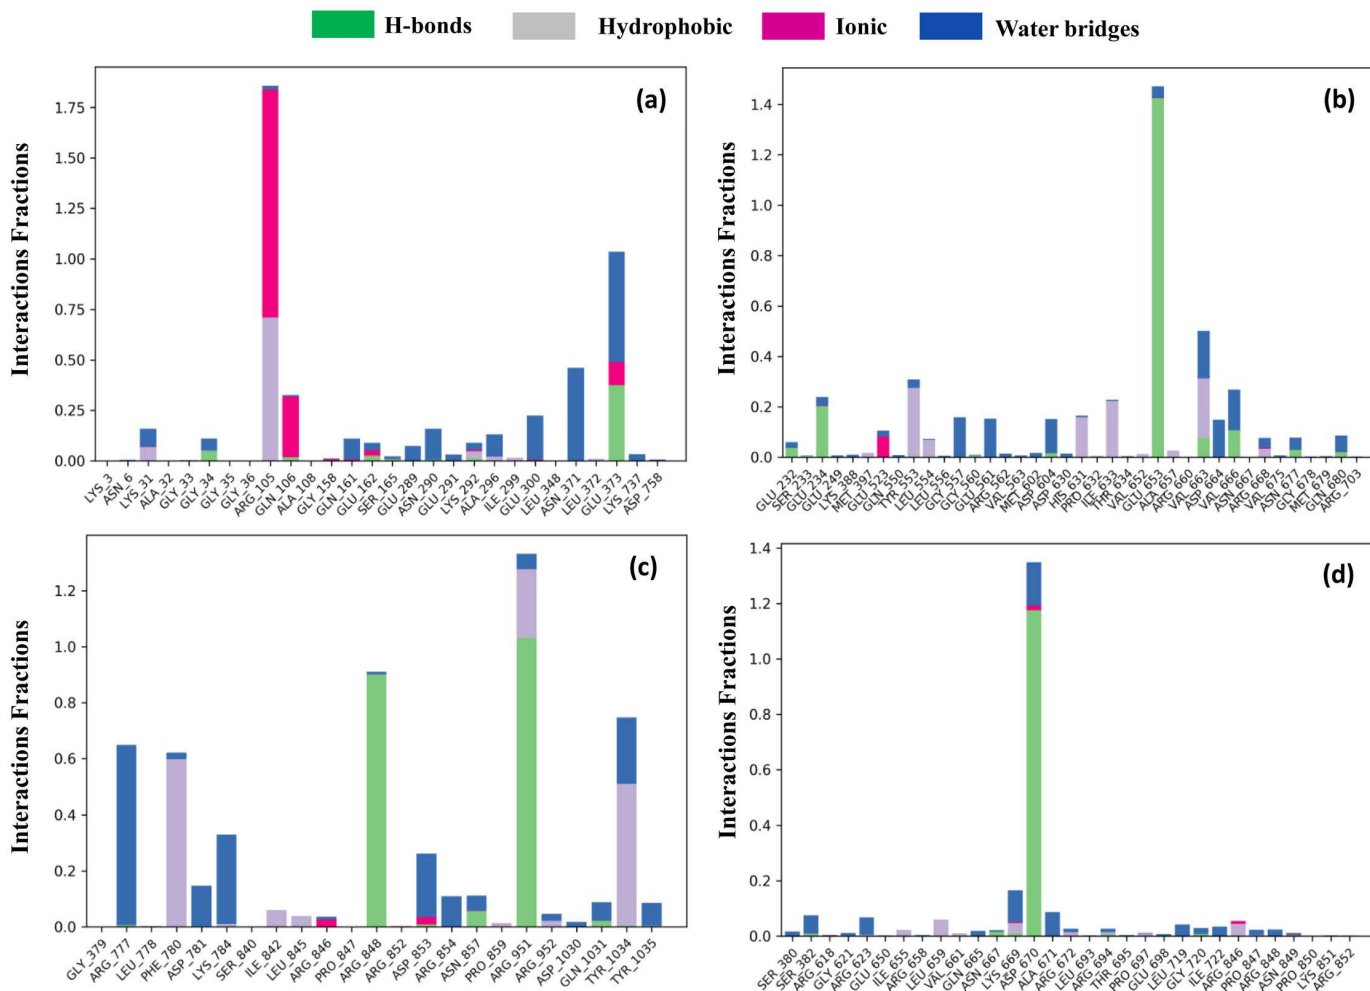 H-bonds Hydrophobic Ionic Water bridges
(a)
Interactions Fractions
1.75
1.50
1.25
1.00
0.75
0.50
0.25
0.00
LYS_3 ASN_6 LYS_31 ALA_32 GLY_33 GLY_34 GLY_35 GLY_36 ARG_105 GLN_106 ALA_108 GLY_158 GLN_161 GLU_162 SER_165 GLU_289 ASN_290 GLU_291 LYS_292 ALA_296 ILE_299 GLU_300 LEU_348 ASN_371 LEU_372 GLU_373 LYS_737 ASP_758
(b)
Interactions Fractions
1.4
1.2
1.0
0.8
0.6
0.4
0.2
0.0
GLU_232 SER_233 GLU_234 GLU_249 LYS_388 MET_397 GLU_523 GLN_550 TYR_553 LEU_554 LEU_556 GLY_557 GLY_560 GLN_561 ARG_562 VAL_563 MET_602 ASP_604 ASP_630 HIS_631 PRO_632 ILE_633 THR_634 VAL_652 GLU_653 ALA_657 ARG_660 VAL_663 ASP_664 VAL_666 ASN_667 ARG_668 VAL_675 ASN_677 GLY_678 MET_679 GLN_680 ARG_703
(c)
Interactions Fractions
1.2
1.0
0.8
0.6
0.4
0.2
0.0
GLY_379 ARG_777 LEU_778 PHE_780 ASP_781 LYS_784 SER_840 ILE_842 LEU_845 ARG_846 PRO_847 ARG_848 ARG_852 ASP_853 ARG_854 ASN_857 PRO_859 ARG_951 ARG_952 ASP_1030 GLN_1031 TYR_1034 TYR_1035
(d)
Interactions Fractions
1.4
1.2
1.0
0.8
0.6
0.4
0.2
0.0
SER_380 SER_382 ARG_618 GLY_621 ARG_623 GLU_650 ILE_655 ARG_658 LEU_659 VAL_661 GLN_665 ASN_667 LYS_669 ASP_670 ALA_671 ARG_672 LEU_693 ARG_694 THR_695 PRO_697 GLU_698 LEU_719 GLY_720 ILE_722 ARG_846 PRO_847 ARG_848 ASN_849 PRO_850 LYS_851 ARG_852